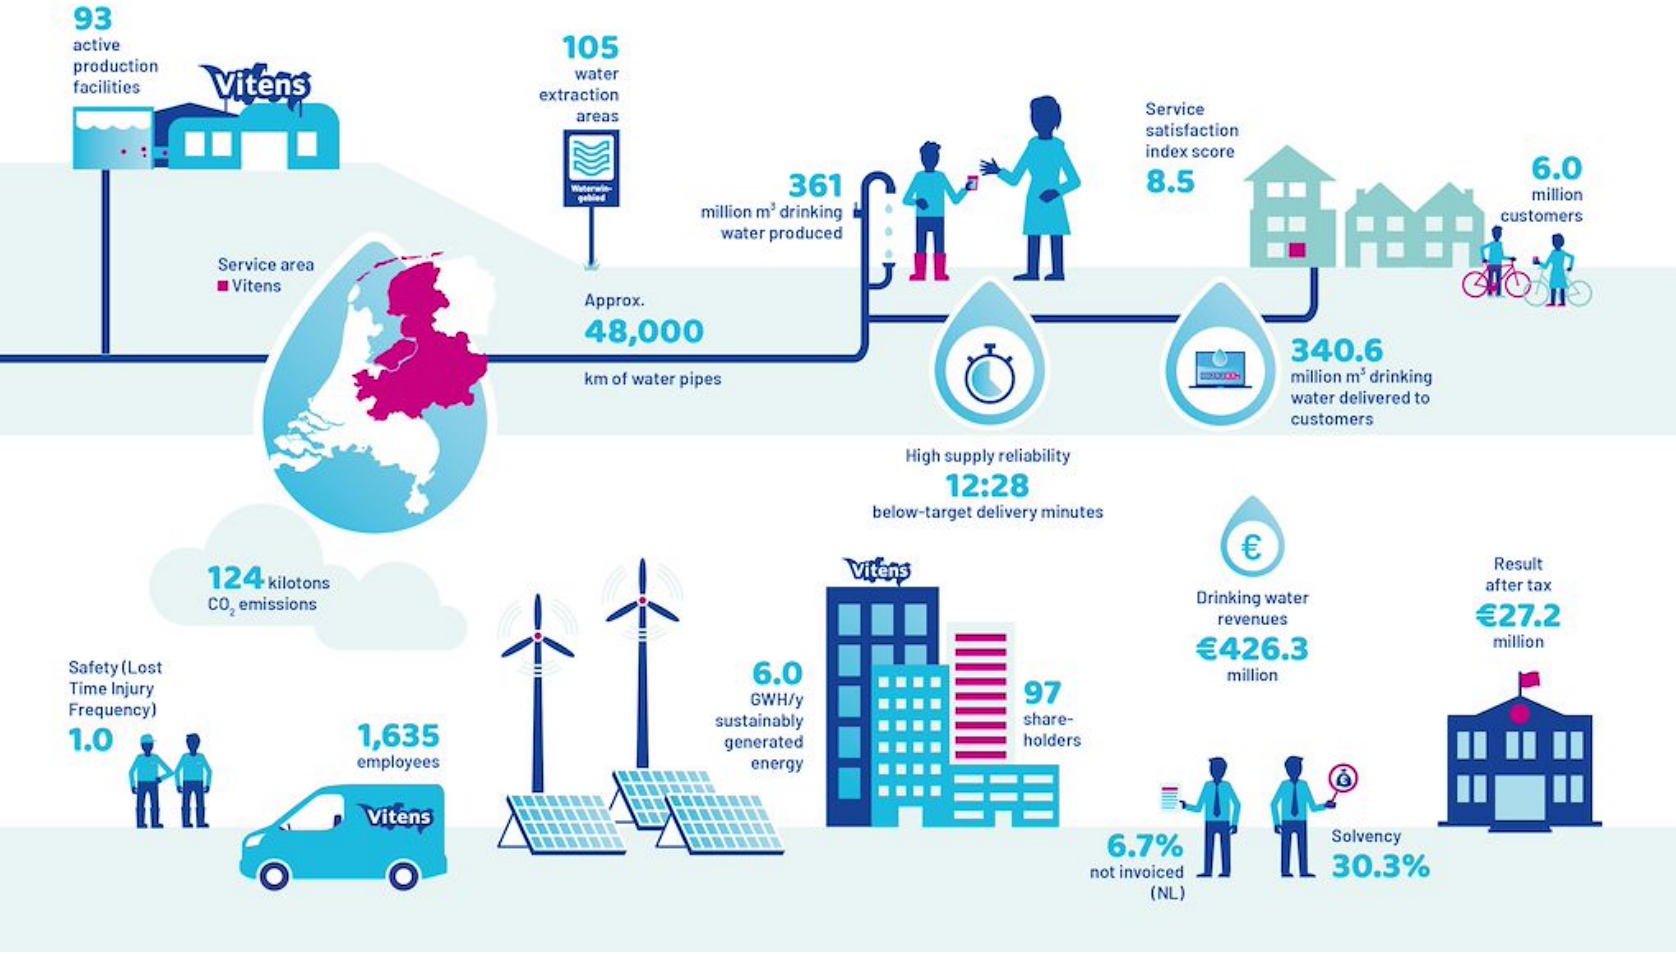 93
active
production
facilities
Vitens
105
water
extraction
areas
Waterwin-
gebied
361
million m³ drinking
water produced
Service
satisfaction
index score
8.5
6.0
million
customers
Service area
Vitens
Approx.
48,000
km of water pipes
340.6
million m³ drinking
water delivered to
customers
High supply reliability
12:28
below-target delivery minutes
124 kilotons
CO₂ emissions
Safety (Lost
Time Injury
Frequency)
1.0
1,635
employees
Vitens
6.0
GWH/y
sustainably
generated
energy
Vitens
97
share-
holders
€
Drinking water
revenues
€426.3
million
Result
after tax
€27.2
million
6.7%
not invoiced
(NL)
Solvency
30.3%